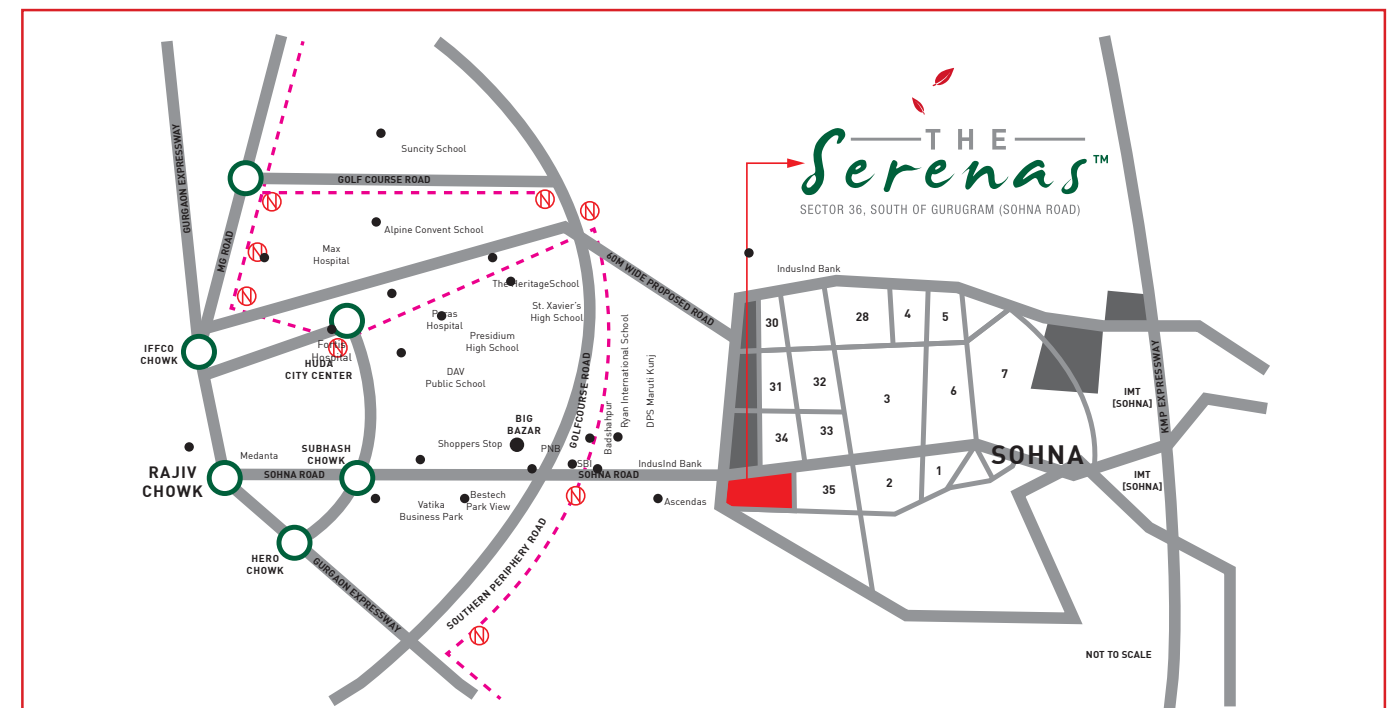 THE
Serenas™
SECTOR 36, SOUTH OF GURUGRAM (SOHNA ROAD)
GURGAON EXPRESSWAY
MG ROAD
GOLF COURSE ROAD
Suncity School
Alpine Convent School
Max
Hospital
60M WIDE PROPOSED ROAD
IndusInd Bank
The HeritageSchool
St. Xavier's
High School
Paras
Hospital
Presidium
High School
Fortis
Hospital
HUDA
CITY CENTER
IFFCO
CHOWK
DAV
Public School
GOLFCOURSE ROAD
Badshahpur
Ryan International School
DPS Maruti Kunj
BIG
BAZAR
Shoppers Stop
PNB
SBI
IndusInd Bank
Medanta
SUBHASH
CHOWK
RAJIV
CHOWK
SOHNA ROAD
SOHNA ROAD
Vatika
Business Park
Bestech
Park View
Ascendas
HERO
CHOWK
GURGAON EXPRESSWAY
SOUTHERN PERIPHERY ROAD
30
28
4
5
31
32
3
6
7
34
33
35
2
1
SOHNA
IMT
[SOHNA]
KMP EXPRESSWAY
IMT
[SOHNA]
NOT TO SCALE
N
N
N
N
N
N
N
N